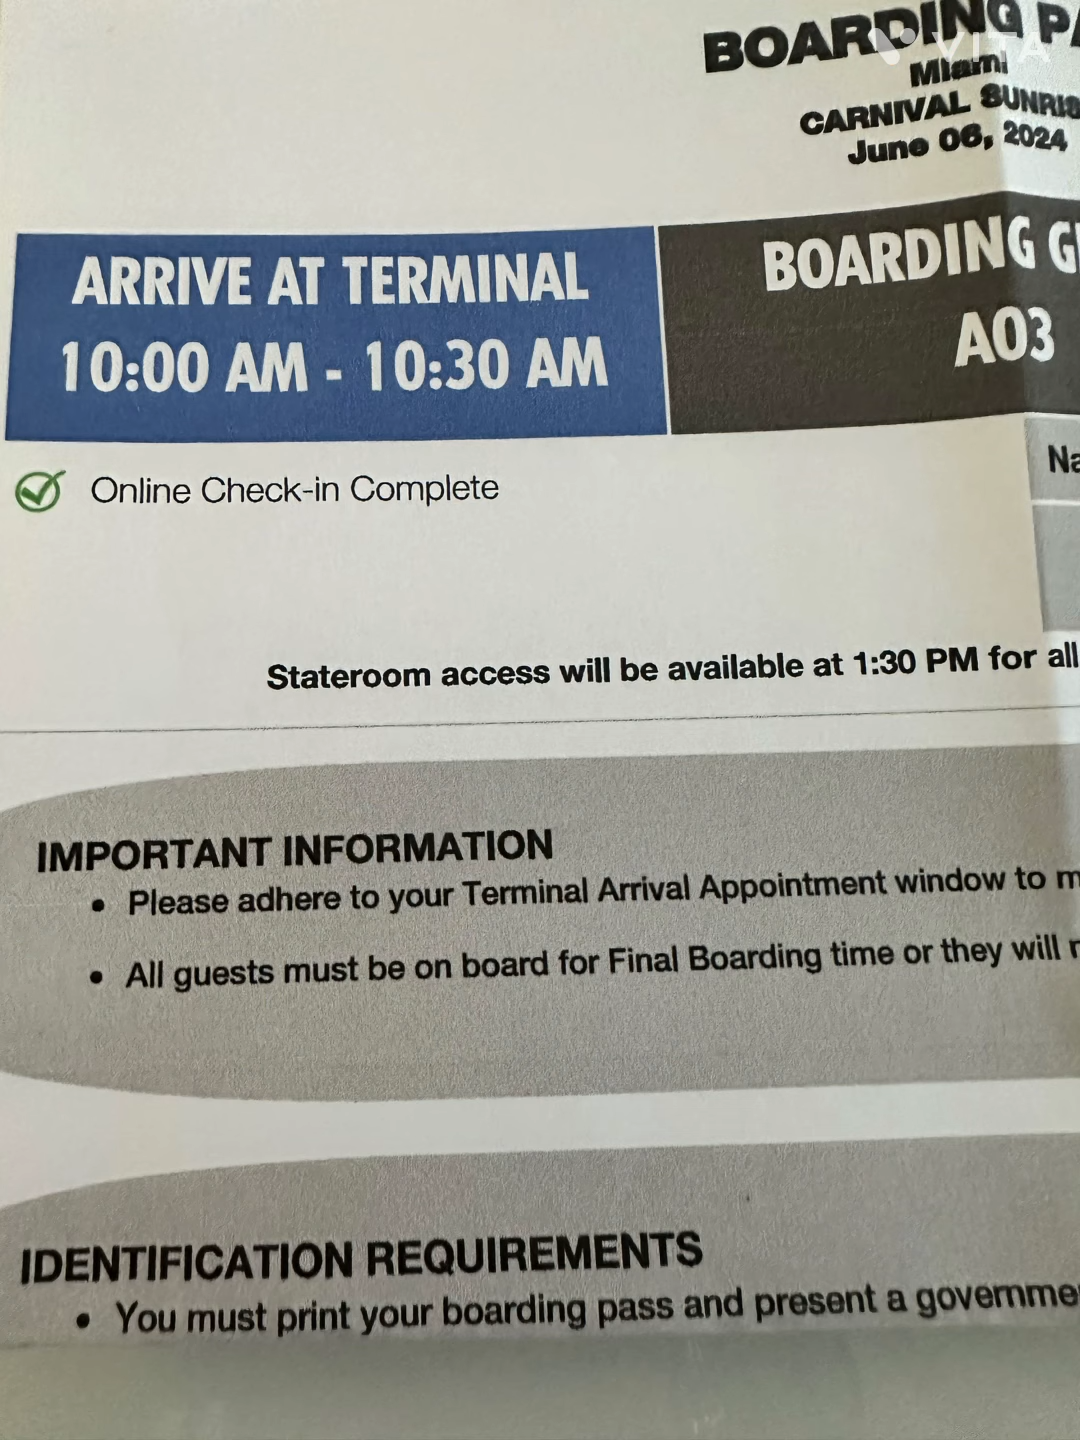 BOARDING PA
VITA
Miami
CARNIVAL SUNRIS
June 06, 2024
ARRIVE AT TERMINAL
10:00 AM - 10:30 AM
BOARDING G
A03
Online Check-in Complete
Na
Stateroom access will be available at 1:30 PM for all
IMPORTANT INFORMATION
• Please adhere to your Terminal Arrival Appointment window to m
• All guests must be on board for Final Boarding time or they will
IDENTIFICATION REQUIREMENTS
• You must print your boarding pass and present a governme